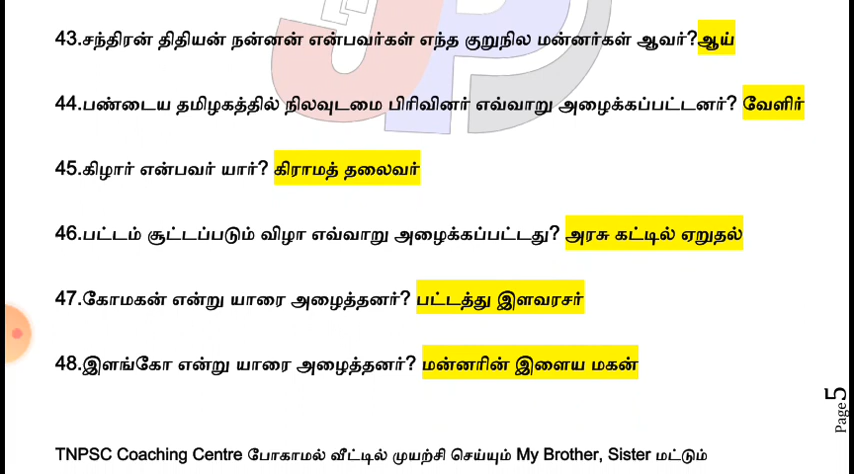 43.சந்திரன் திதியன் நன்னன் என்பவர்கள் எந்த குறுநில மன்னர்கள் ஆவர்?ஆய்
44.பண்டைய தமிழகத்தில் நிலவுடமை பிரிவினர் எவ்வாறு அழைக்கப்பட்டனர்? வேளிர்
45.கிழார் என்பவர் யார்? கிராமத் தலைவர்
46.பட்டம் சூட்டப்படும் விழா எவ்வாறு அழைக்கப்பட்டது? அரசு கட்டில் ஏறுதல்
47.கோமகன் என்று யாரை அழைத்தனர்? பட்டத்து இளவரசர்
48.இளங்கோ என்று யாரை அழைத்தனர்? மன்னரின் இளைய மகன்
Page5
TNPSC Coaching Centre போகாமல் வீட்டில் முயற்சி செய்யும் My Brother, Sister மட்டும்